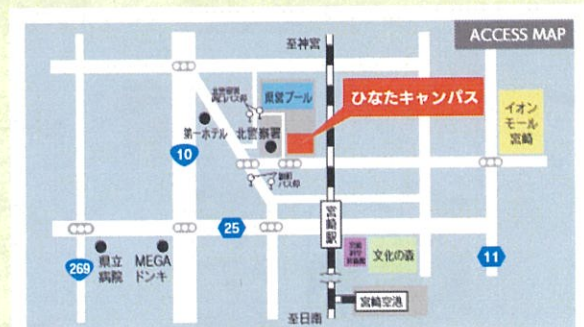 ACCESS MAP
至神宮
県営プール
ひなたキャンパス
イオン
モール
宮崎
第一ホテル
北警察署
10
バス停
宮崎駅
25
269
県立
病院
MEGA
ドンキ
文化の森
11
宮崎空港
至日南